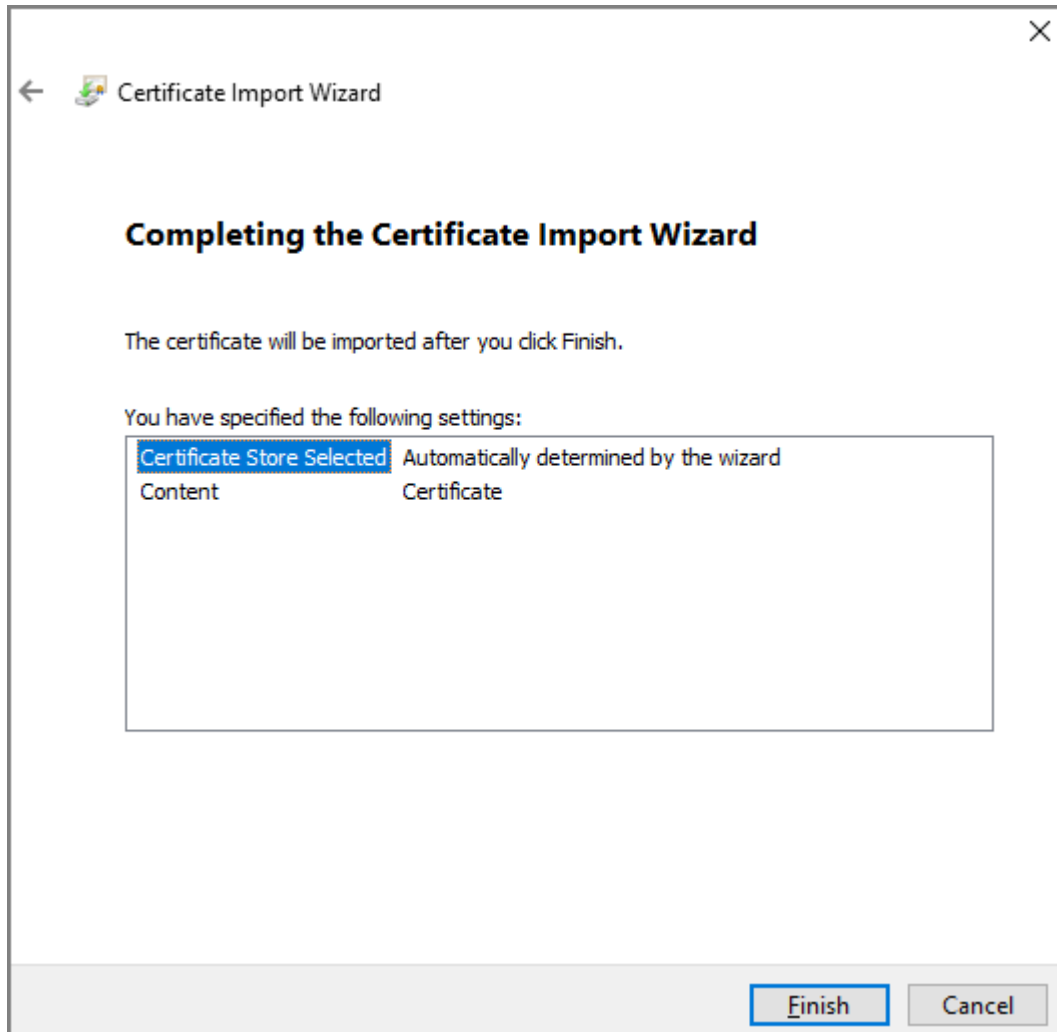 Certificate Import Wizard
Completing the Certificate Import Wizard
The certificate will be imported after you click Finish.
You have specified the following settings:
Certificate Store Selected Automatically determined by the wizard
Content Certificate
Finish Cancel